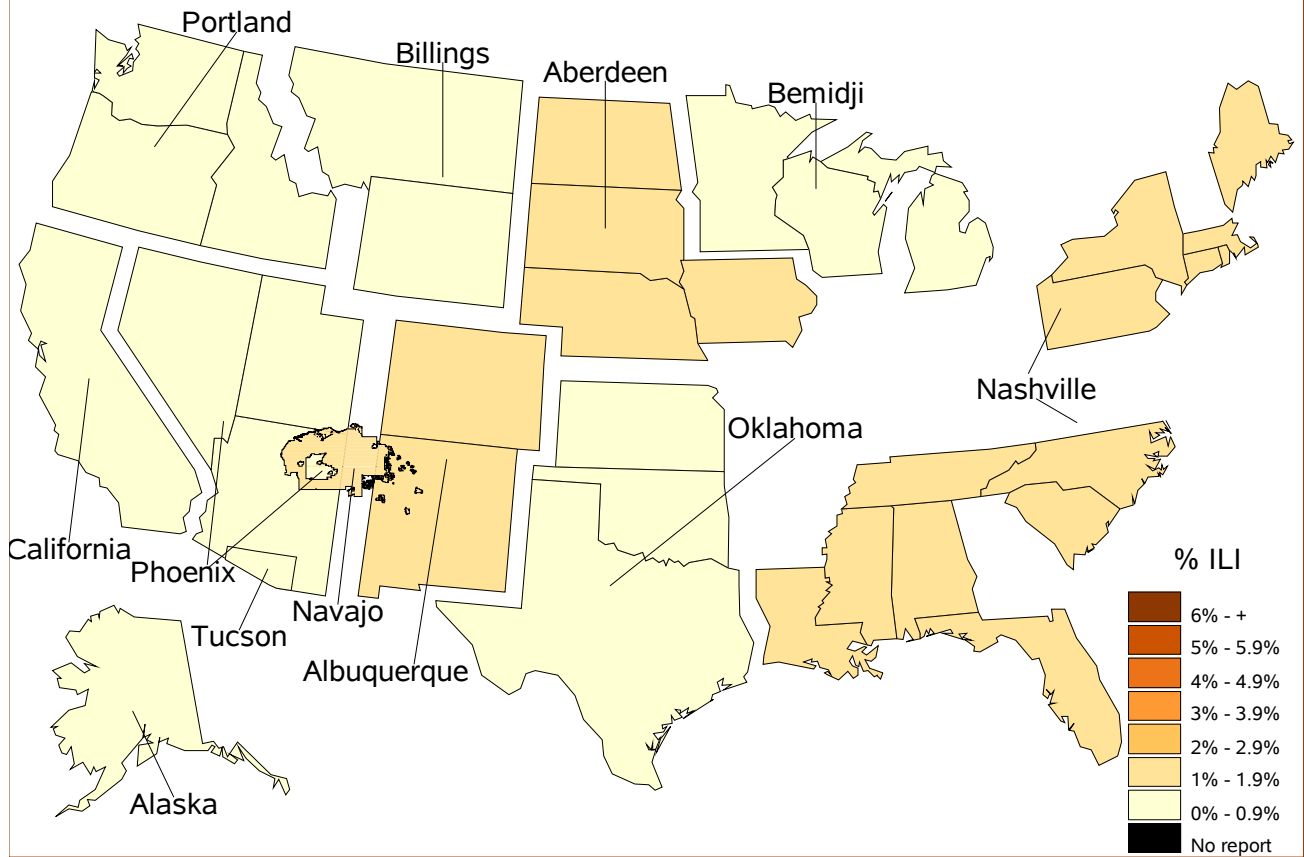 Portland
Billings
Aberdeen
Bemidji
Nashville
Oklahoma
California
Phoenix
Navajo
Tucson
Albuquerque
Alaska
% ILI
6% - +
5% - 5.9%
4% - 4.9%
3% - 3.9%
2% - 2.9%
1% - 1.9%
0% - 0.9%
No report